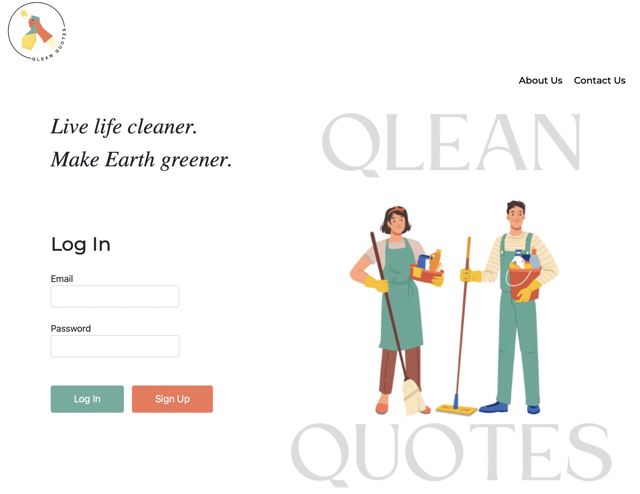 QLEAN QUOTES
About Us Contact Us
Live life cleaner.
Make Earth greener.
QLEAN
Log In
Email
Password
Log In Sign Up
QUOTES